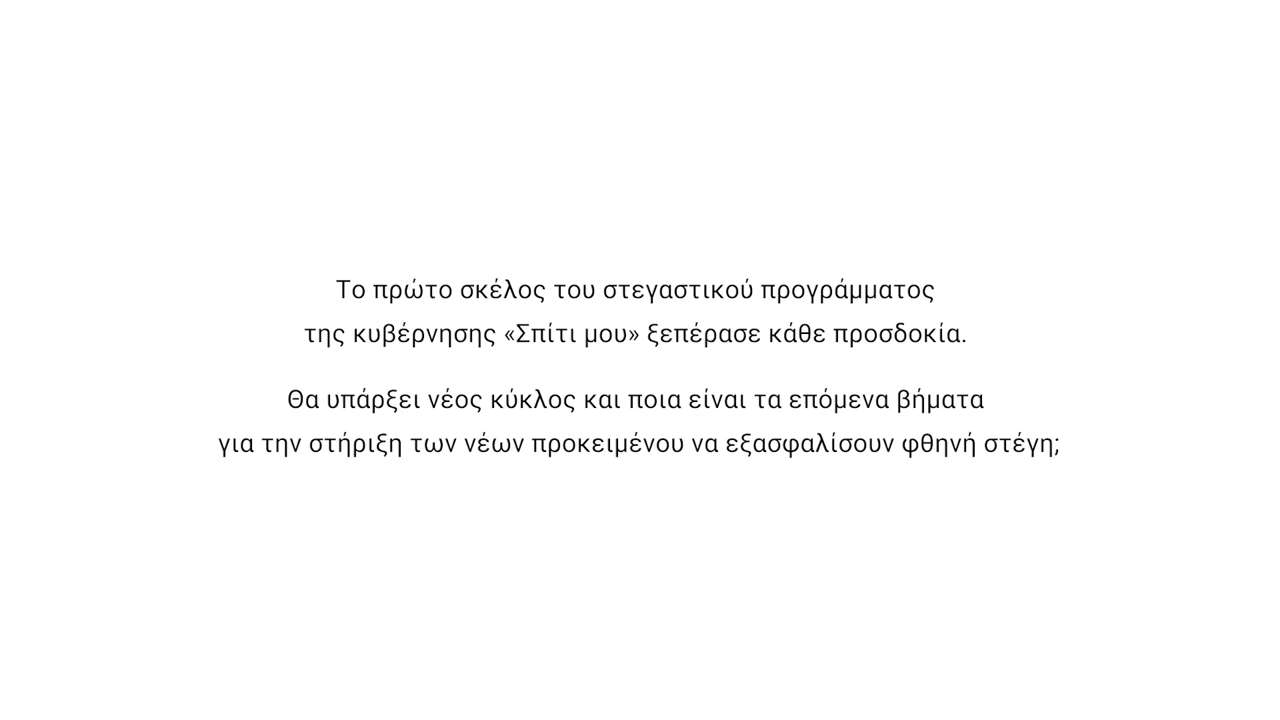 Το πρώτο σκέλος του στεγαστικού προγράμματος
της κυβέρνησης «Σπίτι μου» ξεπέρασε κάθε προσδοκία.
Θα υπάρξει νέος κύκλος και ποια είναι τα επόμενα βήματα
για την στήριξη των νέων προκειμένου να εξασφαλίσουν φθηνή στέγη;